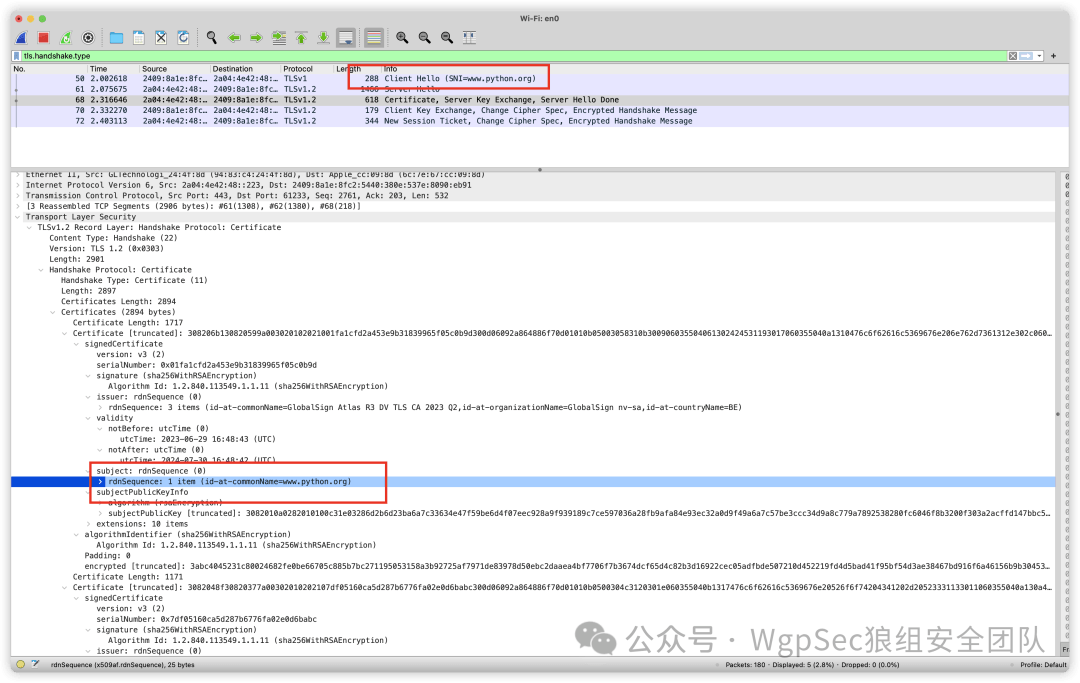 Wi-Fi: en0
tls.handshake.type
No. Time Source Destination Protocol Length Info
50 2.002618 2409:8a1e:8fc… 2a04:4e42:48:… TLSv1 288 Client Hello (SNI=www.python.org)
61 2.075675 2a04:4e42:48:… 2409:8a1e:8fc… TLSv1.2 1466 Server Hello
68 2.316646 2a04:4e42:48:… 2409:8a1e:8fc… TLSv1.2 618 Certificate, Server Key Exchange, Server Hello Done
70 2.332270 2409:8a1e:8fc… 2a04:4e42:48:… TLSv1.2 179 Client Key Exchange, Change Cipher Spec, Encrypted Handshake Message
72 2.403113 2a04:4e42:48:… 2409:8a1e:8fc… TLSv1.2 344 New Session Ticket, Change Cipher Spec, Encrypted Handshake Message
Ethernet II, Src: GLTechnologi_24:4f:8d (94:83:c4:24:4f:8d), Dst: Apple_cc:09:8d (6c:7e:67:cc:09:8d)
Internet Protocol Version 6, Src: 2a04:4e42:48::223, Dst: 2409:8a1e:8fc2:5440:380e:537e:8090:eb91
Transmission Control Protocol, Src Port: 443, Dst Port: 61233, Seq: 2761, Ack: 203, Len: 532
[3 Reassembled TCP Segments (2906 bytes): #61(1308), #62(1380), #68(218)]
Transport Layer Security
TLSv1.2 Record Layer: Handshake Protocol: Certificate
Content Type: Handshake (22)
Version: TLS 1.2 (0x0303)
Length: 2901
Handshake Protocol: Certificate
Handshake Type: Certificate (11)
Length: 2897
Certificates Length: 2894
Certificates (2894 bytes)
Certificate Length: 1717
Certificate [truncated]: 308206b130820599a003020102021001fa1cfd2a453e9b31839965f05c0b9d300d06092a864886f70d01010b05003058310b300906035504061302424531193017060355040a1310476c6f62616c5369676e206e762d7361312e302c060…
signedCertificate
version: v3 (2)
serialNumber: 0x01fa1cfd2a453e9b31839965f05c0b9d
signature (sha256WithRSAEncryption)
Algorithm Id: 1.2.840.113549.1.1.11 (sha256WithRSAEncryption)
issuer: rdnSequence (0)
rdnSequence: 3 items (id-at-commonName=GlobalSign Atlas R3 DV TLS CA 2023 Q2,id-at-organizationName=GlobalSign nv-sa,id-at-countryName=BE)
validity
notBefore: utcTime (0)
utcTime: 2023-06-29 16:48:43 (UTC)
notAfter: utcTime (0)
utcTime: 2024-07-30 16:48:42 (UTC)
subject: rdnSequence (0)
rdnSequence: 1 item (id-at-commonName=www.python.org)
subjectPublicKeyInfo
algorithm (rsaEncryption)
subjectPublicKey [truncated]: 3082010a0282010100c31e03286d2b6d23ba6a7c33634e47f59be6d4f07eec928a9f939189c7ce597036a28fb9afa84e93ec32a0d9f49a6a7c57be3ccc34d9a8c779a7892538280fc6046f8b3200f303a2acffd147bbc5…
extensions: 10 items
algorithmIdentifier (sha256WithRSAEncryption)
Algorithm Id: 1.2.840.113549.1.1.11 (sha256WithRSAEncryption)
Padding: 0
encrypted [truncated]: 3abc4045231c80024682fe0be66705c885b7bc271195053158a3b92725af7971de83978d50ebc2daaea4bf7706f7b3674dcf65d4c82b3d16922cec05adfbde507210d452219fd4d5bad41f95bf54d3ae38467bd916f6a46156b9b30453…
Certificate Length: 1171
Certificate [truncated]: 3082048f30820377a00302010202107df05160ca5d287b6776fa02e0d6babc300d06092a864886f70d01010b0500304c3120301e060355040b1317476c6f62616c5369676e20526f6f74204341202d20523331133011060355040a130a4…
signedCertificate
version: v3 (2)
serialNumber: 0x7df05160ca5d287b6776fa02e0d6babc
signature (sha256WithRSAEncryption)
Algorithm Id: 1.2.840.113549.1.1.11 (sha256WithRSAEncryption)
issuer: rdnSequence (0)
公众号 · WgpSec狼组安全团队
rdnSequence (x509af.rdnSequence), 25 bytes
Packets: 180 · Displayed: 5 (2.8%) · Dropped: 0 (0.0%)
Profile: Default